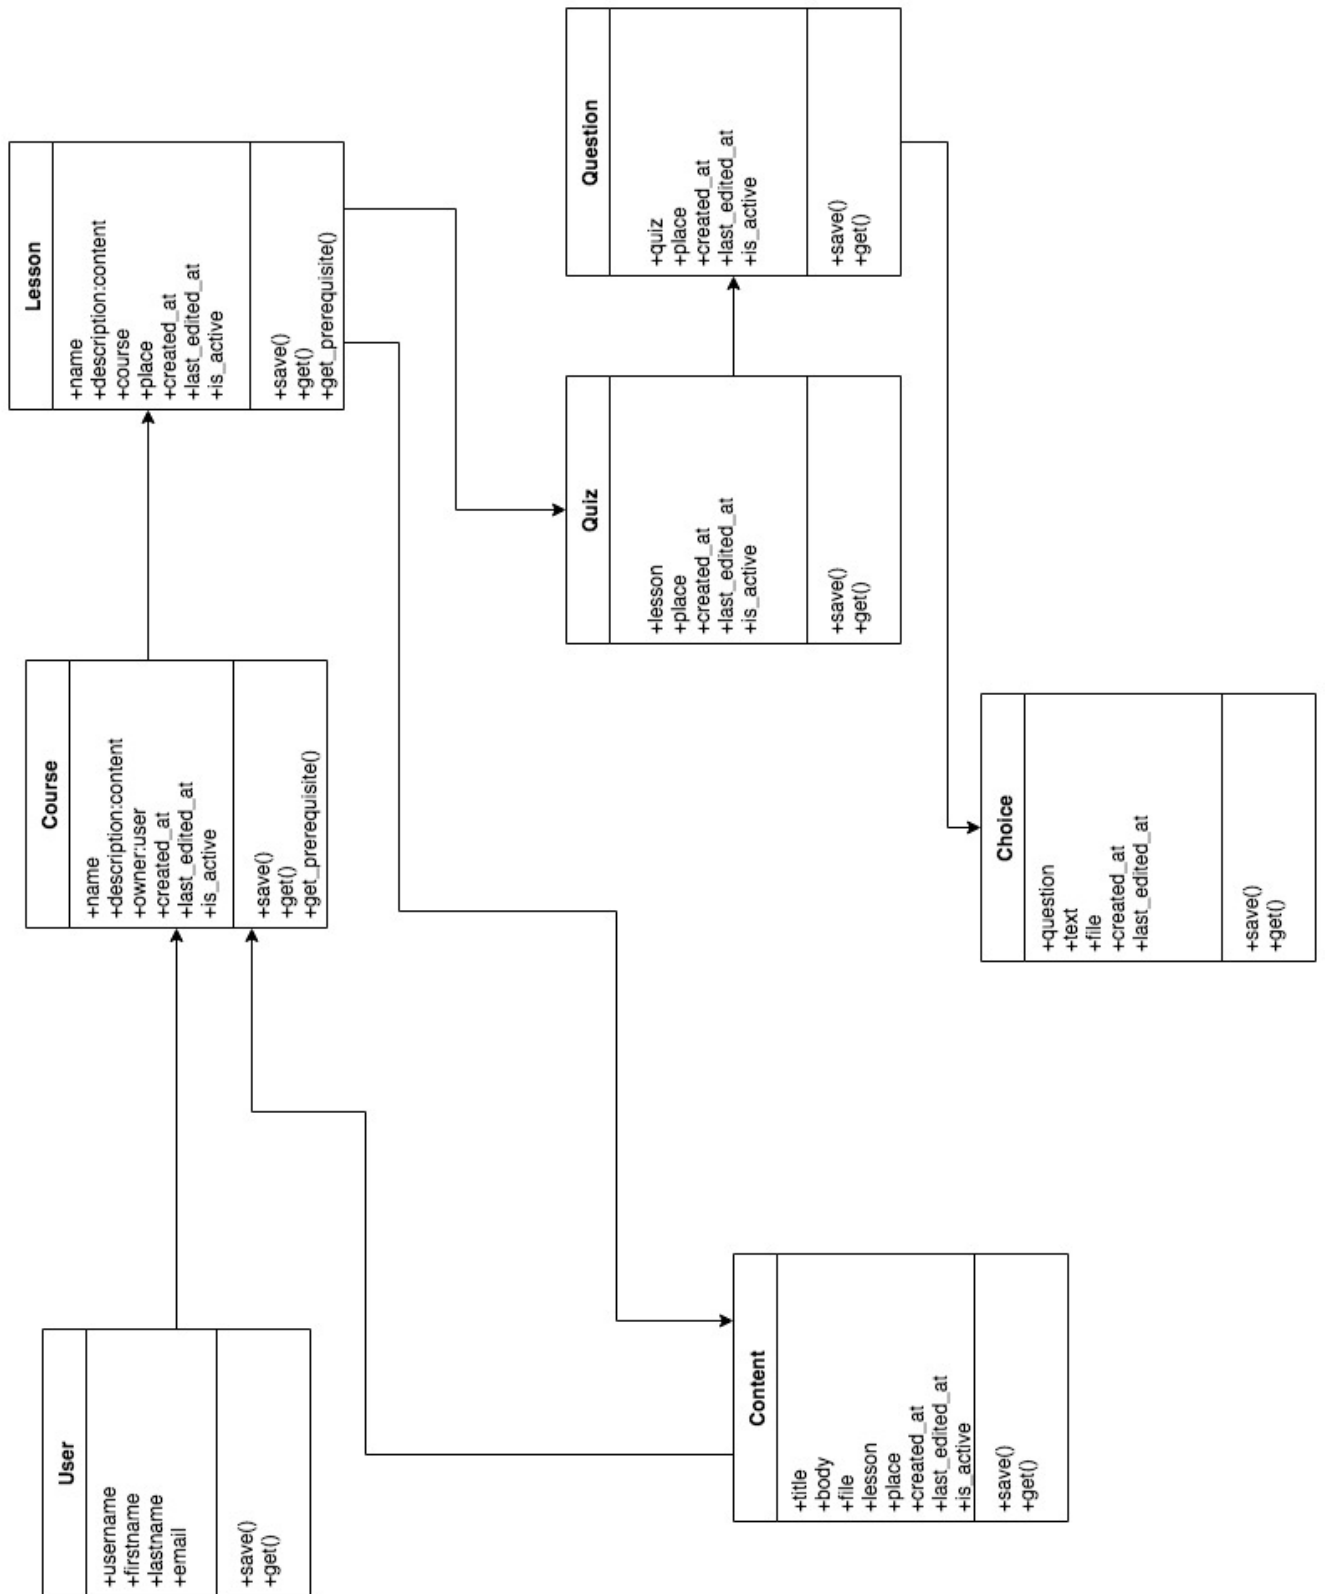 User
+username
+firstname
+lastname
+email
+save()
+get()
Course
+name
+description:content
+owner:user
+created_at
+last_edited_at
+is_active
+save()
+get()
+get_prerequisite()
Lesson
+name
+description:content
+course
+place
+created_at
+last_edited_at
+is_active
+save()
+get()
+get_prerequisite()
Quiz
+lesson
+place
+created_at
+last_edited_at
+is_active
+save()
+get()
Question
+quiz
+place
+created_at
+last_edited_at
+is_active
+save()
+get()
Content
+title
+body
+file
+lesson
+place
+created_at
+last_edited_at
+is_active
+save()
+get()
Choice
+question
+text
+file
+created_at
+last_edited_at
+save()
+get()